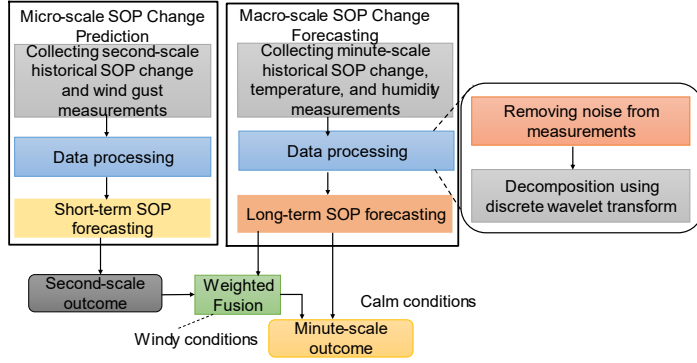 Micro-scale SOP Change
Prediction
Collecting second-scale
historical SOP change
and wind gust
measurements
Data processing
Short-term SOP
forecasting
Macro-scale SOP Change
Forecasting
Collecting minute-scale
historical SOP change,
temperature, and humidity
measurements
Data processing
Long-term SOP forecasting
Removing noise from
measurements
Decomposition using
discrete wavelet transform
Second-scale
outcome
Weighted
Fusion
Calm conditions
Windy conditions
Minute-scale
outcome